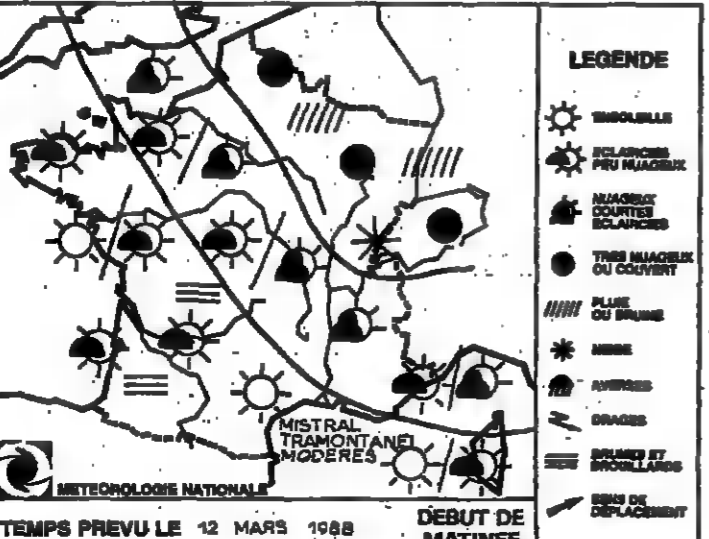 LEGENDE
ENSOLEILLE
ECLAIRCIES
PEU NUAGEUX
NUAGEUX
COURTES
ECLAIRCIES
TRES NUAGEUX
OU COUVERT
PLUIE
OU BRUINE
NEIGE
AVERSES
ORAGES
BRUMES ET
BROUILLARDS
SENS DE
DEPLACEMENT
MISTRAL
TRAMONTANE
MODERES
METEOROLOGIE NATIONALE
TEMPS PREVU LE 12 MARS 1988
DEBUT DE
MATINEE